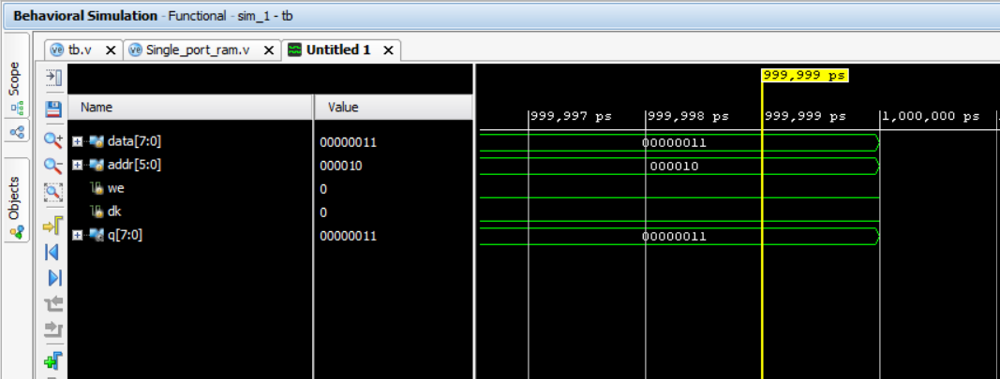 Behavioral Simulation - Functional - sim_1 - tb
tb.v Single_port_ram.v Untitled 1
Scope
Objects
999,999 ps
Name Value
999,997 ps 999,998 ps 999,999 ps 1,000,000 ps
data[7:0] 00000011 00000011
addr[5:0] 000010 000010
we 0
clk 0
q[7:0] 00000011 00000011